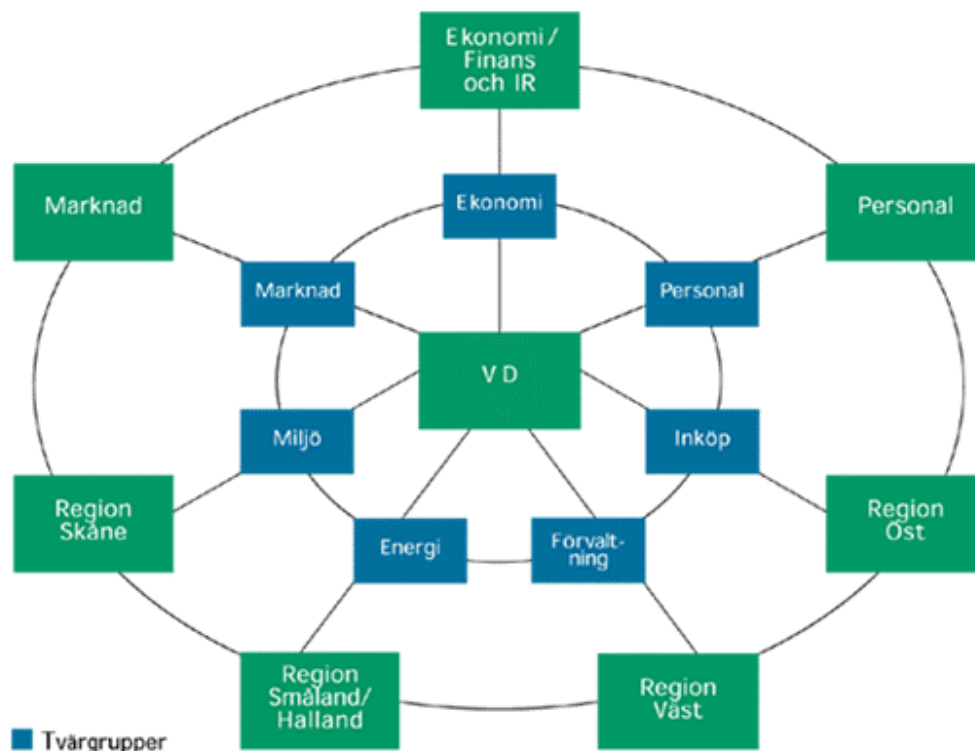 Ekonomi/
Finans
och IR
Marknad
Ekonomi
Personal
Marknad
Personal
VD
Miljö
Inköp
Region
Skåne
Energi
Förvalt-
ning
Region
Öst
Region
Småland/
Halland
Region
Väst
Tvärgrupper